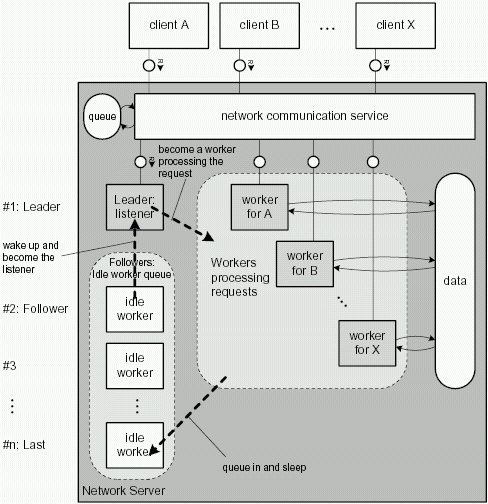 client A
client B
...
client X
R
R
R
queue
network communication service
become a worker
processing the
request
R
#1: Leader
Leader:
listener
worker
for A
wake up and
become the
listener
Followers:
Idle worker queue
Workers
processing
requests
worker
for B
data
#2: Follower
idle
worker
...
#3
idle
worker
worker
for X
...
...
#n: Last
idle
worker
queue in and sleep
Network Server